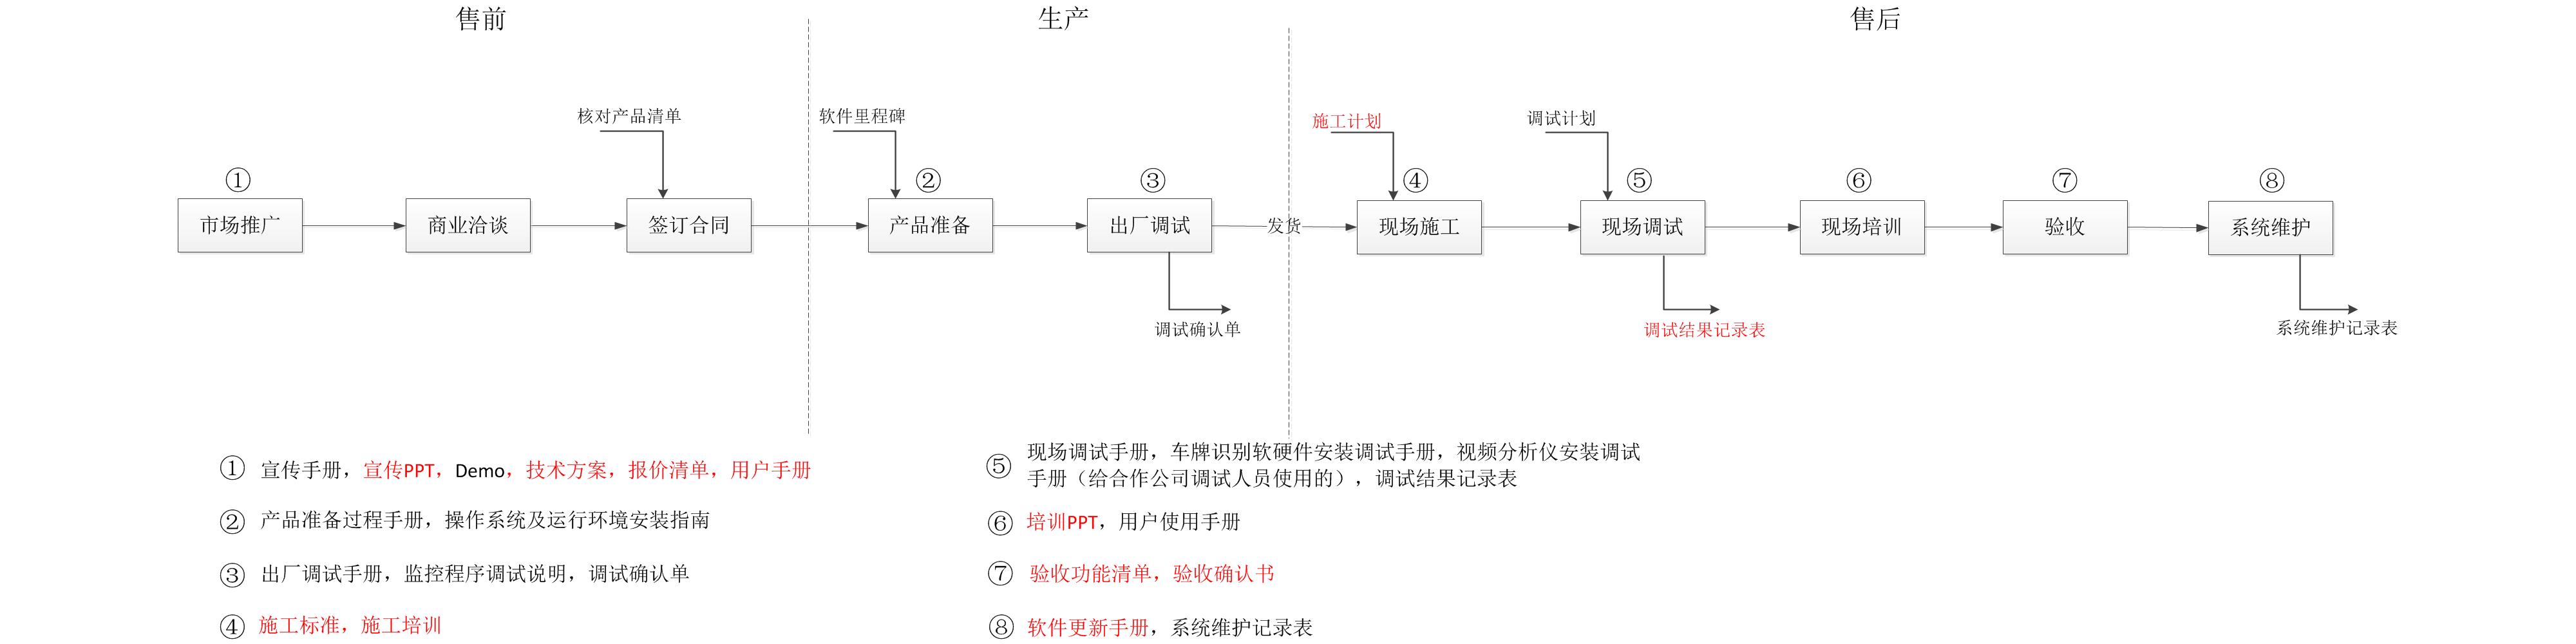 售前
生产
售后
核对产品清单
软件里程碑
施工计划
调试计划
①
②
③
④
⑤
⑥
⑦
⑧
市场推广
商业洽谈
签订合同
产品准备
出厂调试
发货
现场施工
现场调试
现场培训
验收
系统维护
调试确认单
调试结果记录表
系统维护记录表
① 宣传手册，宣传PPT，Demo，技术方案，报价清单，用户手册
② 产品准备过程手册，操作系统及运行环境安装指南
③ 出厂调试手册，监控程序调试说明，调试确认单
④ 施工标准，施工培训
⑤ 现场调试手册，车牌识别软硬件安装调试手册，视频分析仪安装调试
手册（给合作公司调试人员使用的），调试结果记录表
⑥ 培训PPT，用户使用手册
⑦ 验收功能清单，验收确认书
⑧ 软件更新手册，系统维护记录表